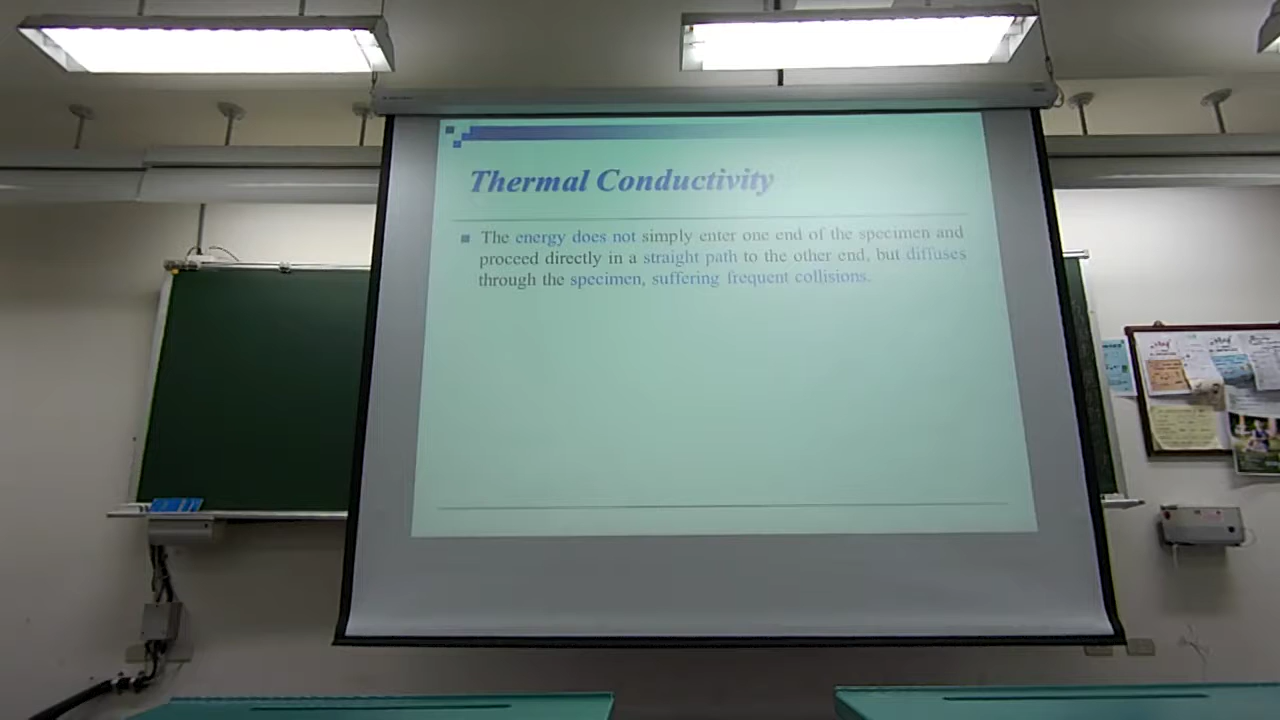 Thermal Conductivity
The energy does not simply enter one end of the specimen and
proceed directly in a straight path to the other end, but diffuses
through the specimen, suffering frequent collisions.